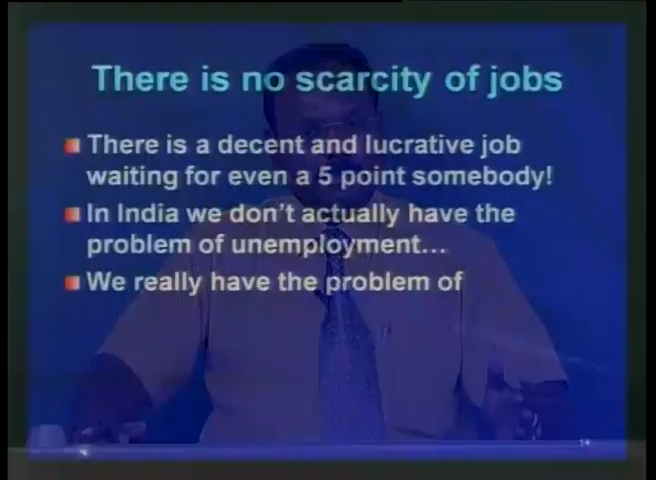 There is no scarcity of jobs
There is a decent and lucrative job
waiting for even a 5 point somebody!
In India we don't actually have the
problem of unemployment...
We really have the problem of
14